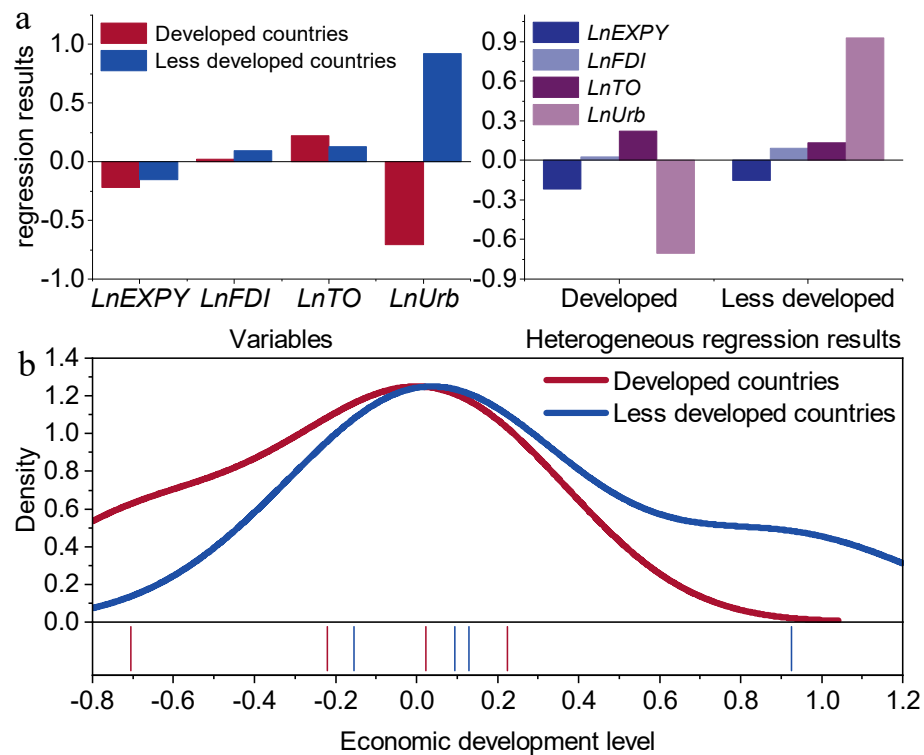 a
regression results
1.0
0.5
0.0
-0.5
-1.0
Developed countries
Less developed countries
LnEXPY LnFDI LnTO LnUrb
Variables
0.9
0.6
0.3
0.0
-0.3
-0.6
-0.9
LnEXPY
LnFDI
LnTO
LnUrb
Developed Less developed
Heterogeneous regression results
b
Density
1.4
1.2
1.0
0.8
0.6
0.4
0.2
0.0
Developed countries
Less developed countries
-0.8 -0.6 -0.4 -0.2 0.0 0.2 0.4 0.6 0.8 1.0 1.2
Economic development level